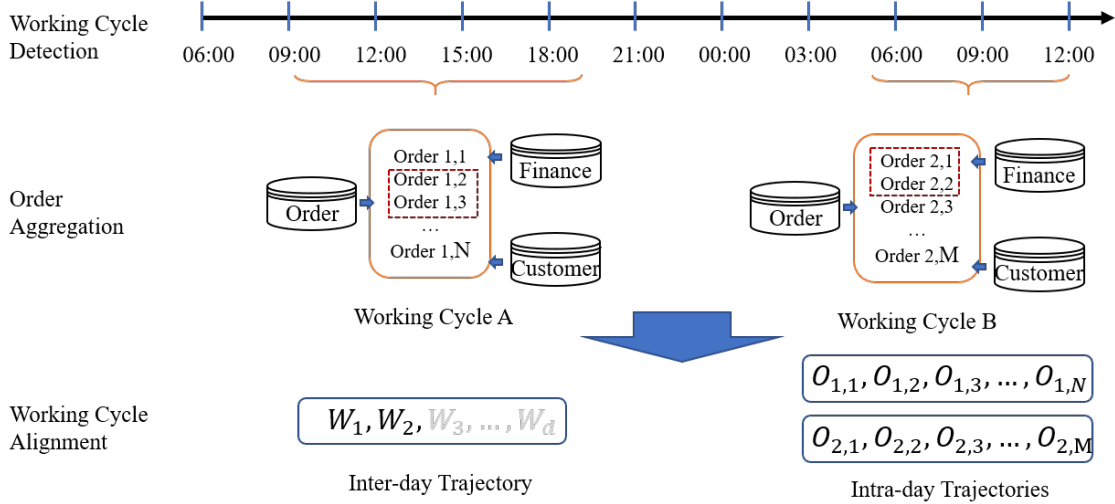 Working Cycle
Detection
06:00 09:00 12:00 15:00 18:00 21:00 00:00 03:00 06:00 09:00 12:00
Order
Aggregation
Order
Order 1,1
Order 1,2
Order 1,3
...
Order 1,N
Finance
Customer
Working Cycle A
Order
Order 2,1
Order 2,2
Order 2,3
...
Order 2,M
Finance
Customer
Working Cycle B
Working Cycle
Alignment
W₁, W₂, W₃, ..., W_d
Inter-day Trajectory
O₁,₁, O₁,₂, O₁,₃, ..., O₁,N
O₂,₁, O₂,₂, O₂,₃, ..., O₂,M
Intra-day Trajectories